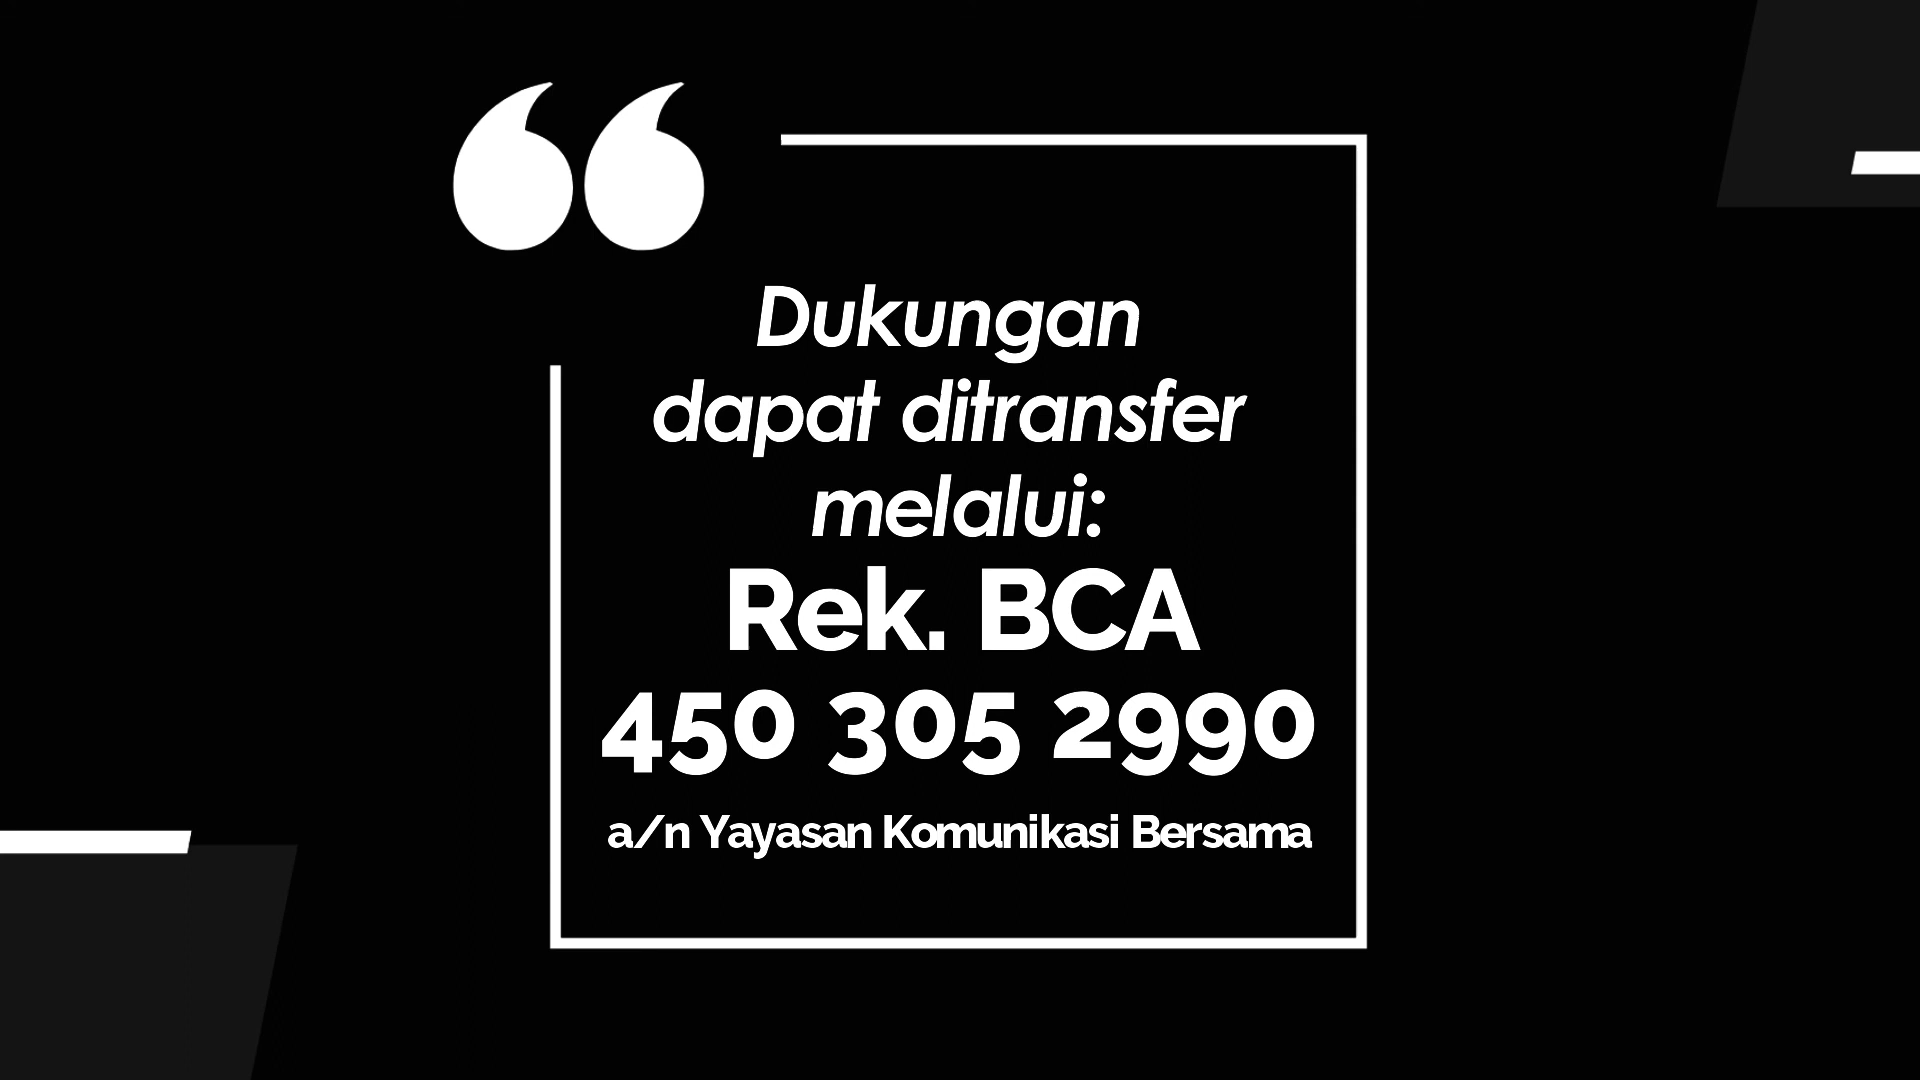 Dukungan
dapat ditransfer
melalui:
Rek. BCA
450 305 2990
a/n Yayasan Komunikasi Bersama